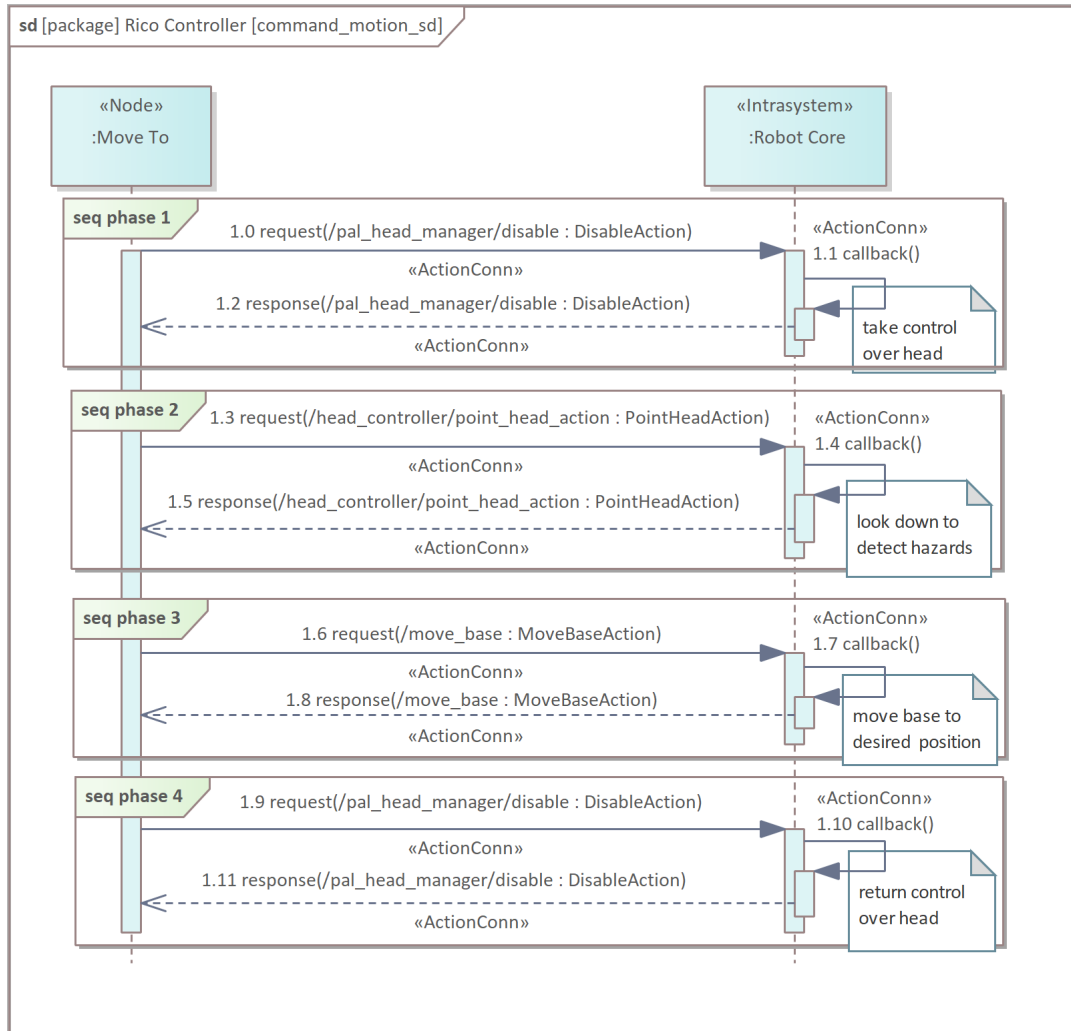 sd [package] Rico Controller [command_motion_sd]
«Node»
:Move To
«Intrasystem»
:Robot Core
seq phase 1
1.0 request(/pal_head_manager/disable : DisableAction)
«ActionConn»
«ActionConn»
1.1 callback()
1.2 response(/pal_head_manager/disable : DisableAction)
«ActionConn»
take control
over head
seq phase 2
1.3 request(/head_controller/point_head_action : PointHeadAction)
«ActionConn»
«ActionConn»
1.4 callback()
1.5 response(/head_controller/point_head_action : PointHeadAction)
«ActionConn»
look down to
detect hazards
seq phase 3
1.6 request(/move_base : MoveBaseAction)
«ActionConn»
«ActionConn»
1.7 callback()
1.8 response(/move_base : MoveBaseAction)
«ActionConn»
move base to
desired position
seq phase 4
1.9 request(/pal_head_manager/disable : DisableAction)
«ActionConn»
«ActionConn»
1.10 callback()
1.11 response(/pal_head_manager/disable : DisableAction)
«ActionConn»
return control
over head